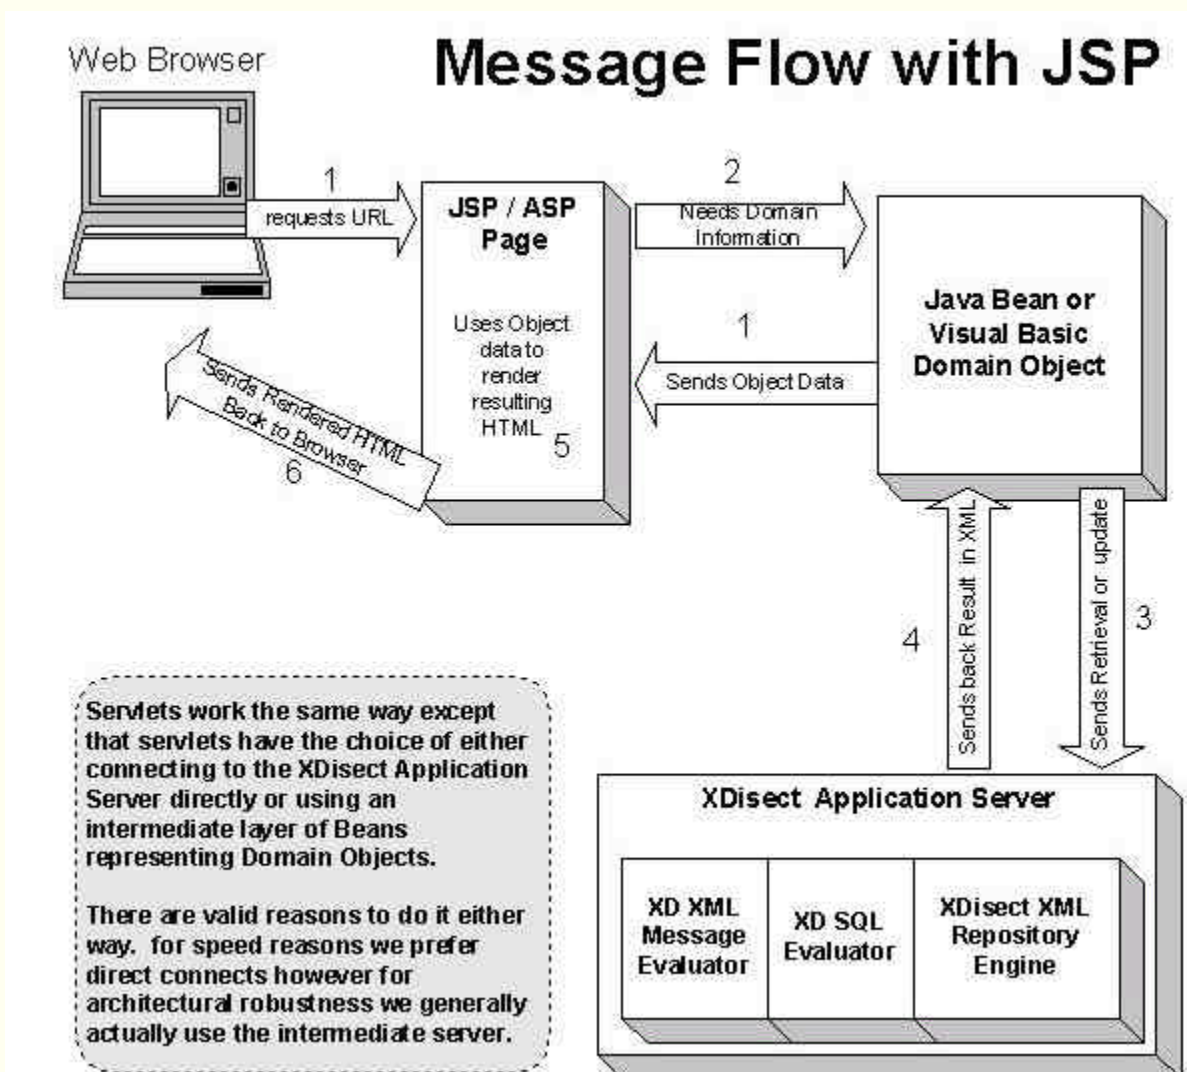 Web Browser
Message Flow with JSP
1
requests URL
JSP / ASP
Page
Uses Object
data to
render
resulting
HTML
5
2
Needs Domain
Information
Java Bean or
Visual Basic
Domain Object
1
Sends Object Data
Sends Rendered HTML
Back to Browser
6
4
Sends back Result in XML
Sends Retrieval or update
3
Servlets work the same way except
that servlets have the choice of either
connecting to the XDisect Application
Server directly or using an
intermediate layer of Beans
representing Domain Objects.
There are valid reasons to do it either
way. for speed reasons we prefer
direct connects however for
architectural robustness we generally
actually use the intermediate server.
XDisect Application Server
XD XML
Message
Evaluator
XD SQL
Evaluator
XDisect XML
Repository
Engine